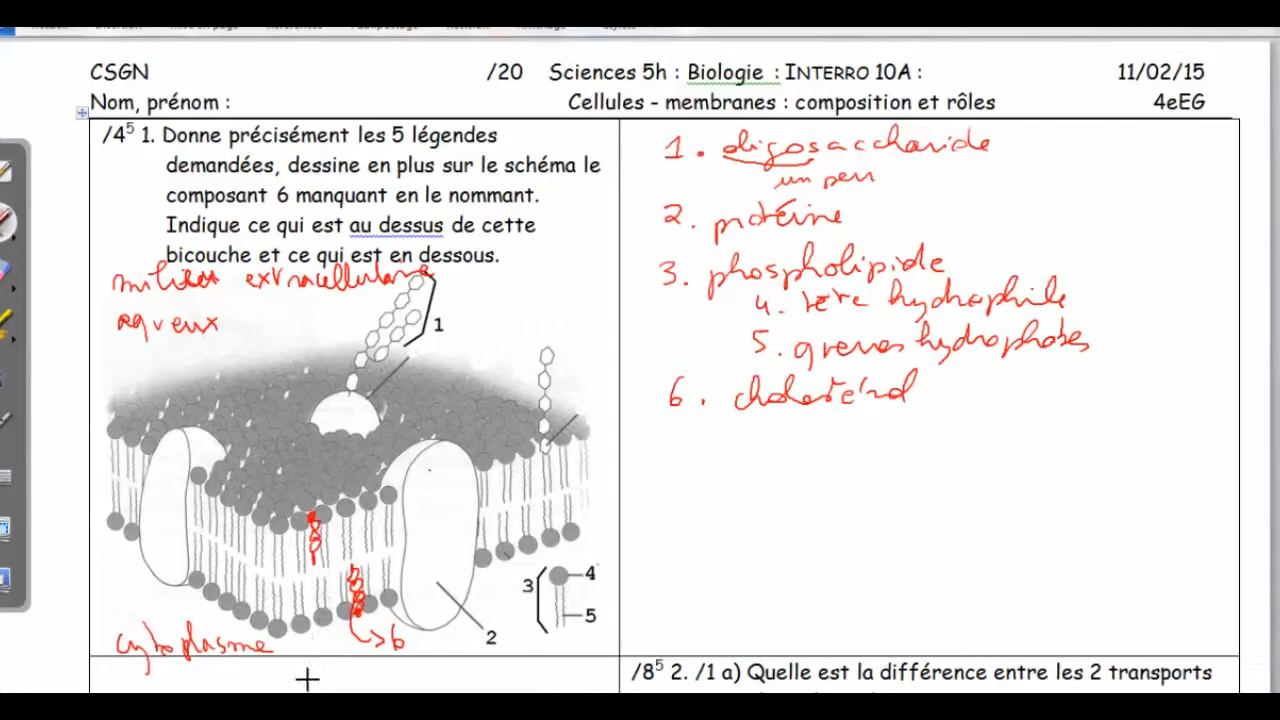 CSGN /20 Sciences 5h : Biologie : INTERRO 10A : 11/02/15
Nom, prénom : Cellules - membranes : composition et rôles 4eEG
/4⁵ 1. Donne précisément les 5 légendes
demandées, dessine en plus sur le schéma le
composant 6 manquant en le nommant.
Indique ce qui est au dessus de cette
bicouche et ce qui est en dessous.
milieu extracellulaire
aqueux
1
2
3
4
5
cytoplasme
6
1. oligosaccharide
un peu
2. protéine
3. phospholipide
4. tête hydrophile
5. queues hydrophobes
6. cholestérol
/8⁵ 2. /1 a) Quelle est la différence entre les 2 transports